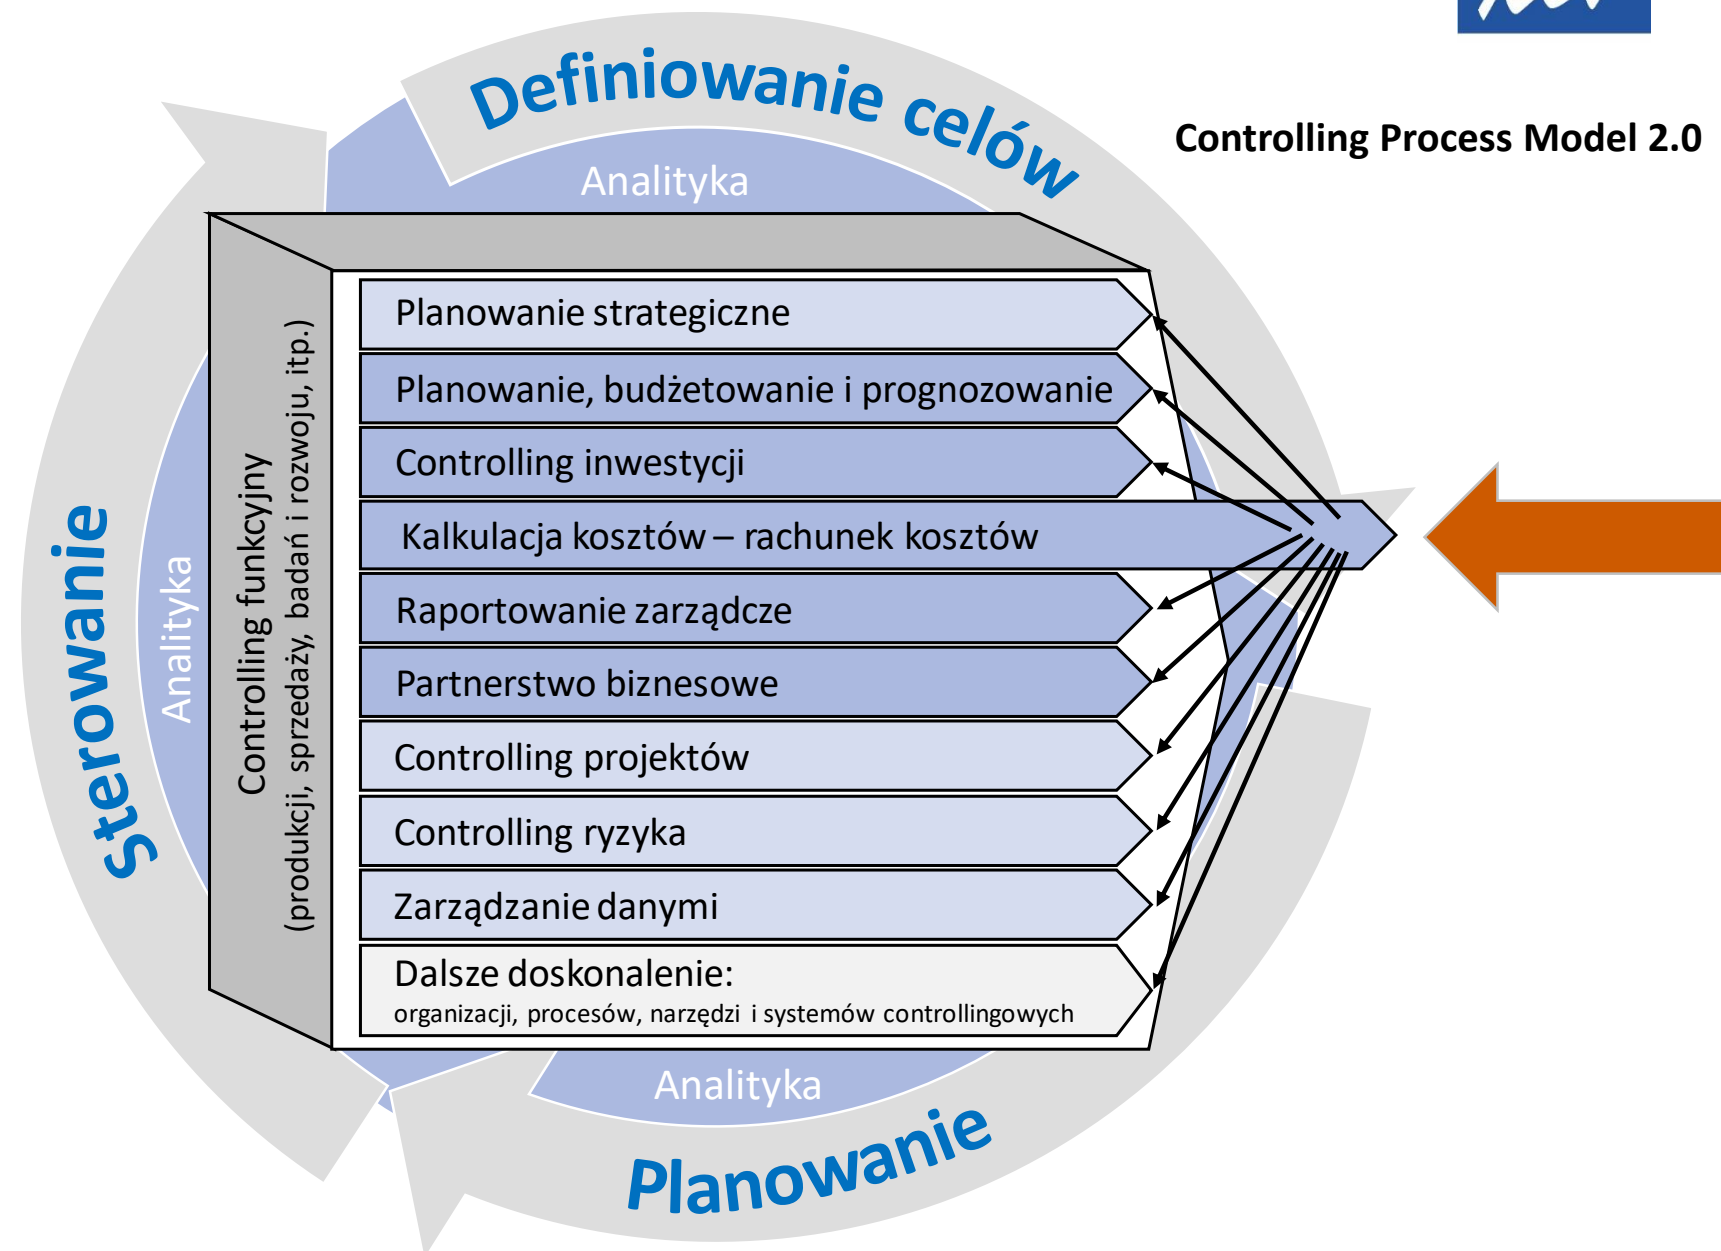 Definiowanie celów
Controlling Process Model 2.0
Analityka
Planowanie strategiczne
Planowanie, budżetowanie i prognozowanie
Controlling inwestycji
Kalkulacja kosztów – rachunek kosztów
Raportowanie zarządcze
Partnerstwo biznesowe
Controlling projektów
Controlling ryzyka
Zarządzanie danymi
Dalsze doskonalenie:
organizacji, procesów, narzędzi i systemów controllingowych
Controlling funkcyjny
(produkcji, sprzedaży, badań i rozwoju, itp.)
Analityka
Sterowanie
Analityka
Planowanie